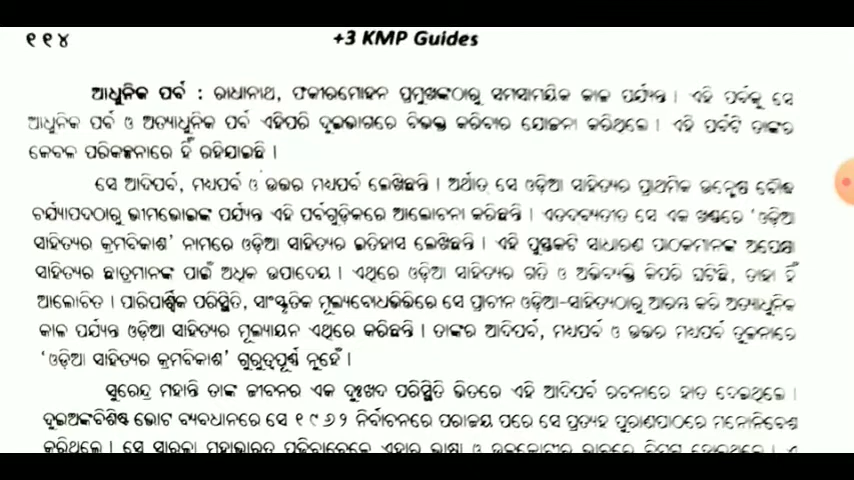 ୧୧୪
+3 KMP Guides
ଆଧୁନିକ ପର୍ବ : ରାଧାନାଥ, ଫକୀରମୋହନ ପ୍ରମୁଖଙ୍କଠାରୁ ସମସାମୟିକ କାଳ ପର୍ଯ୍ୟନ୍ତ । ଏହି ପର୍ବକୁ ସେ
ଆଧୁନିକ ପର୍ବ ଓ ଅତ୍ୟାଧୁନିକ ପର୍ବ ଏହିପରି ଦୁଇଭାଗରେ ବିଭକ୍ତ କରିବାର ଯୋଜନା କରିଥିଲେ । ଏହି ପର୍ବଟି ତାଙ୍କର
କେବଳ ପରିକଳ୍ପନାରେ ହିଁ ରହିଯାଇଛି ।
ସେ ଆଦିପର୍ବ, ମଧ୍ୟପର୍ବ ଓ ଉତ୍ତର ମଧ୍ୟପର୍ବ ଲେଖିଛନ୍ତି । ଅର୍ଥାତ୍ ସେ ଓଡ଼ିଆ ସାହିତ୍ୟର ପ୍ରାଥମିକ ଉନ୍ମେଷ ବୌଦ୍ଧ
ଚର୍ଯ୍ୟାପଦଠାରୁ ଭୀମଭୋଇଙ୍କ ପର୍ଯ୍ୟନ୍ତ ଏହି ପର୍ବଗୁଡ଼ିକରେ ଆଲୋଚନା କରିଛନ୍ତି । ଏତଦବ୍ୟତୀତ ସେ ଏକ ଖଣ୍ଡରେ ‘ଓଡ଼ିଆ
ସାହିତ୍ୟର କ୍ରମବିକାଶ’ ନାମରେ ଓଡ଼ିଆ ସାହିତ୍ୟର ଇତିହାସ ଲେଖିଛନ୍ତି । ଏହି ପୁସ୍ତକଟି ସାଧାରଣ ପାଠକମାନଙ୍କ ଅପେକ୍ଷା
ସାହିତ୍ୟର ଛାତ୍ରମାନଙ୍କ ପାଇଁ ଅଧିକ ଉପାଦେୟ । ଏଥିରେ ଓଡ଼ିଆ ସାହିତ୍ୟର ଗତି ଓ ଅଭିବ୍ୟକ୍ତି କିପରି ଘଟିଛି, ତାହା ହିଁ
ଆଲୋଚିତ । ପାରିପାର୍ଶ୍ୱିକ ପରିସ୍ଥିତି, ସାଂସ୍କୃତିକ ମୂଲ୍ୟବୋଧଭିତ୍ତିରେ ସେ ପ୍ରାଚୀନ ଓଡ଼ିଆ-ସାହିତ୍ୟଠାରୁ ଆରମ୍ଭ କରି ଅତ୍ୟାଧୁନିକ
କାଳ ପର୍ଯ୍ୟନ୍ତ ଓଡ଼ିଆ ସାହିତ୍ୟର ମୂଲ୍ୟାୟନ ଏଥିରେ କରିଛନ୍ତି । ତାଙ୍କର ଆଦିପର୍ବ, ମଧ୍ୟପର୍ବ ଓ ଉତ୍ତର ମଧ୍ୟପର୍ବ ତୁଳନାରେ
‘ଓଡ଼ିଆ ସାହିତ୍ୟର କ୍ରମବିକାଶ’ ଗୁରୁତ୍ୱପୂର୍ଣ୍ଣ ନୁହେଁ ।
ସୁରେନ୍ଦ୍ର ମହାନ୍ତି ତାଙ୍କ ଜୀବନର ଏକ ଦୁଃଖଦ ପରିସ୍ଥିତି ଭିତରେ ଏହି ଆଦିପର୍ବ ରଚନାରେ ହାତ ଦେଇଥିଲେ ।
ଦୁଇଅଙ୍କବିଶିଷ୍ଟ ଭୋଟ ବ୍ୟବଧାନରେ ସେ ୧୯୬୨ ନିର୍ବାଚନରେ ପରାଜୟ ପରେ ସେ ପ୍ରତ୍ୟହ ପୁରାଣପାଠରେ ମନୋନିବେଶ
କରିଥିଲେ । ସେ ସାରଳା ମହାଭାରତ ପଢ଼ିବାବେଳେ ଏହାର ଭାଷା ଓ